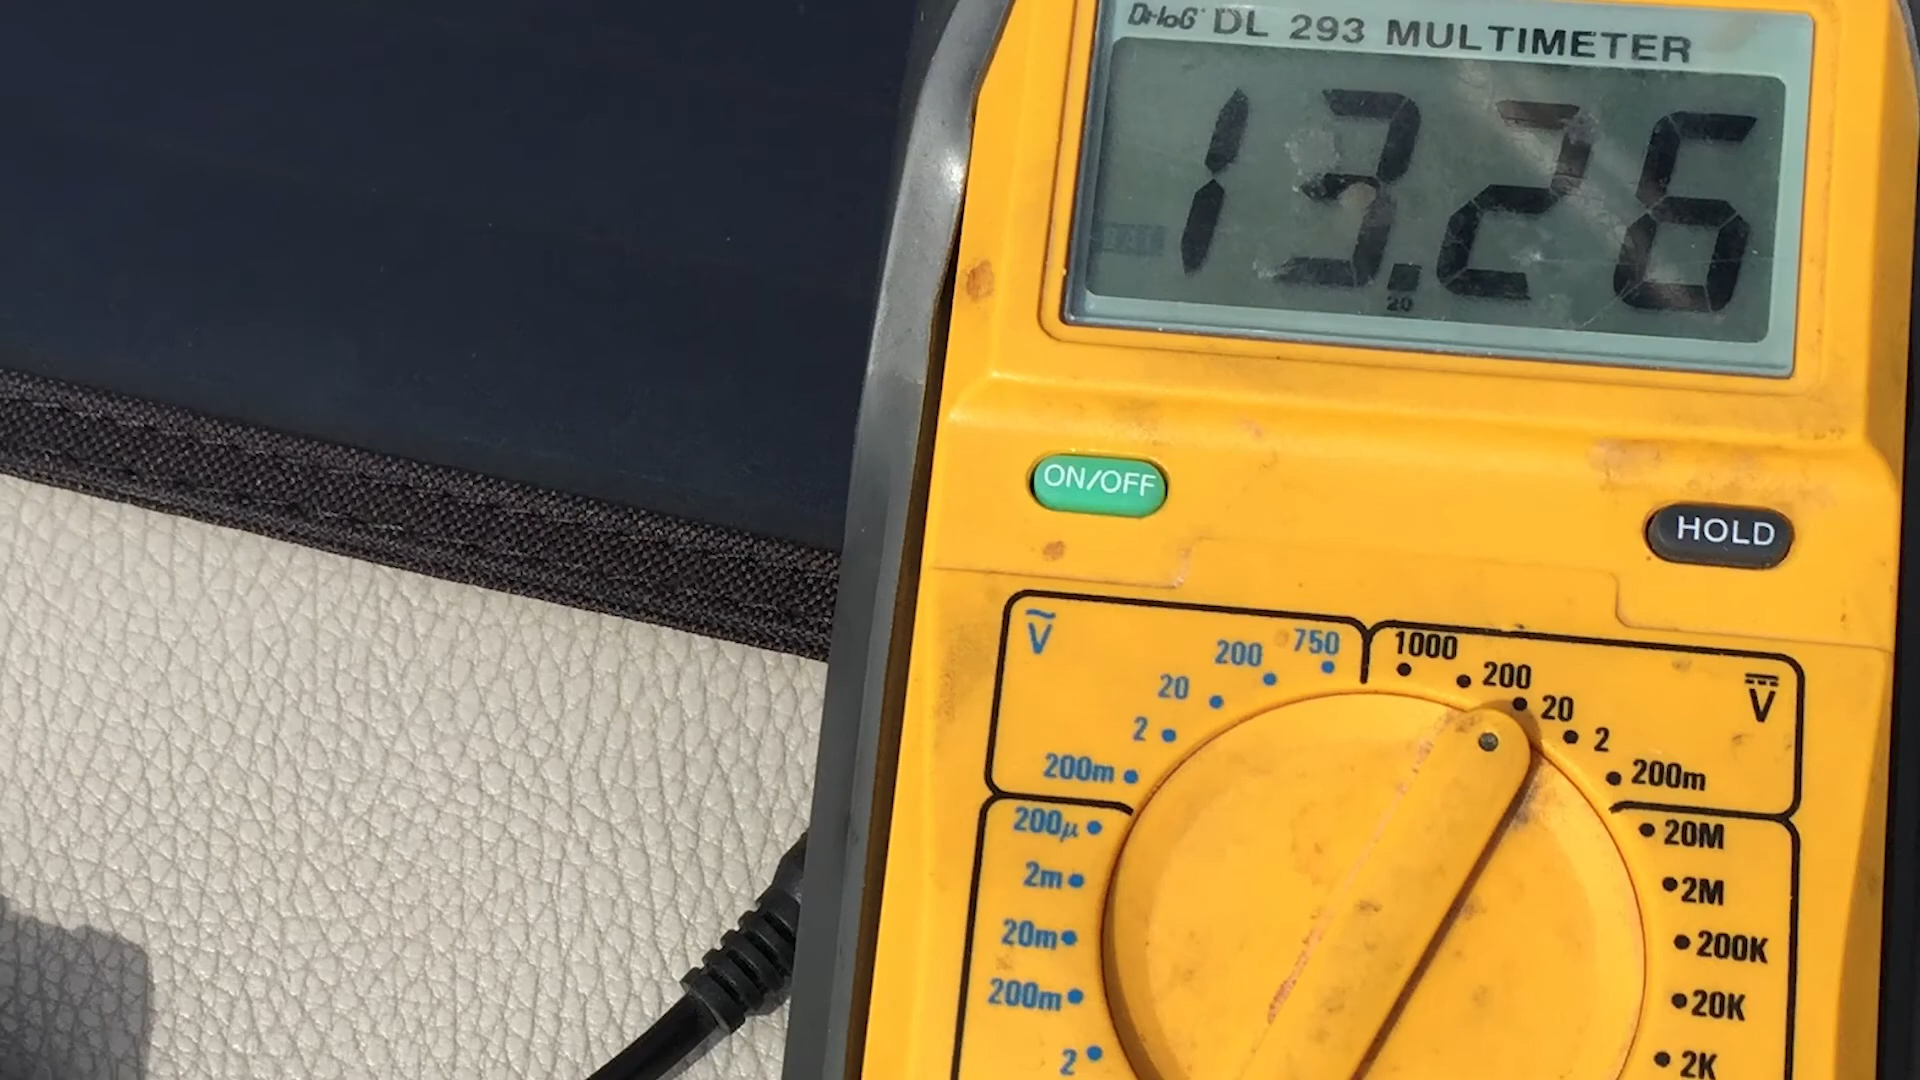 Di-loG DL 293 MULTIMETER
13.26
20
ON/OFF
HOLD
V
200 750
20
2
200m
1000
200
20
2
200m
V
200µ
2m
20m
200m
2
20M
2M
200K
20K
2K